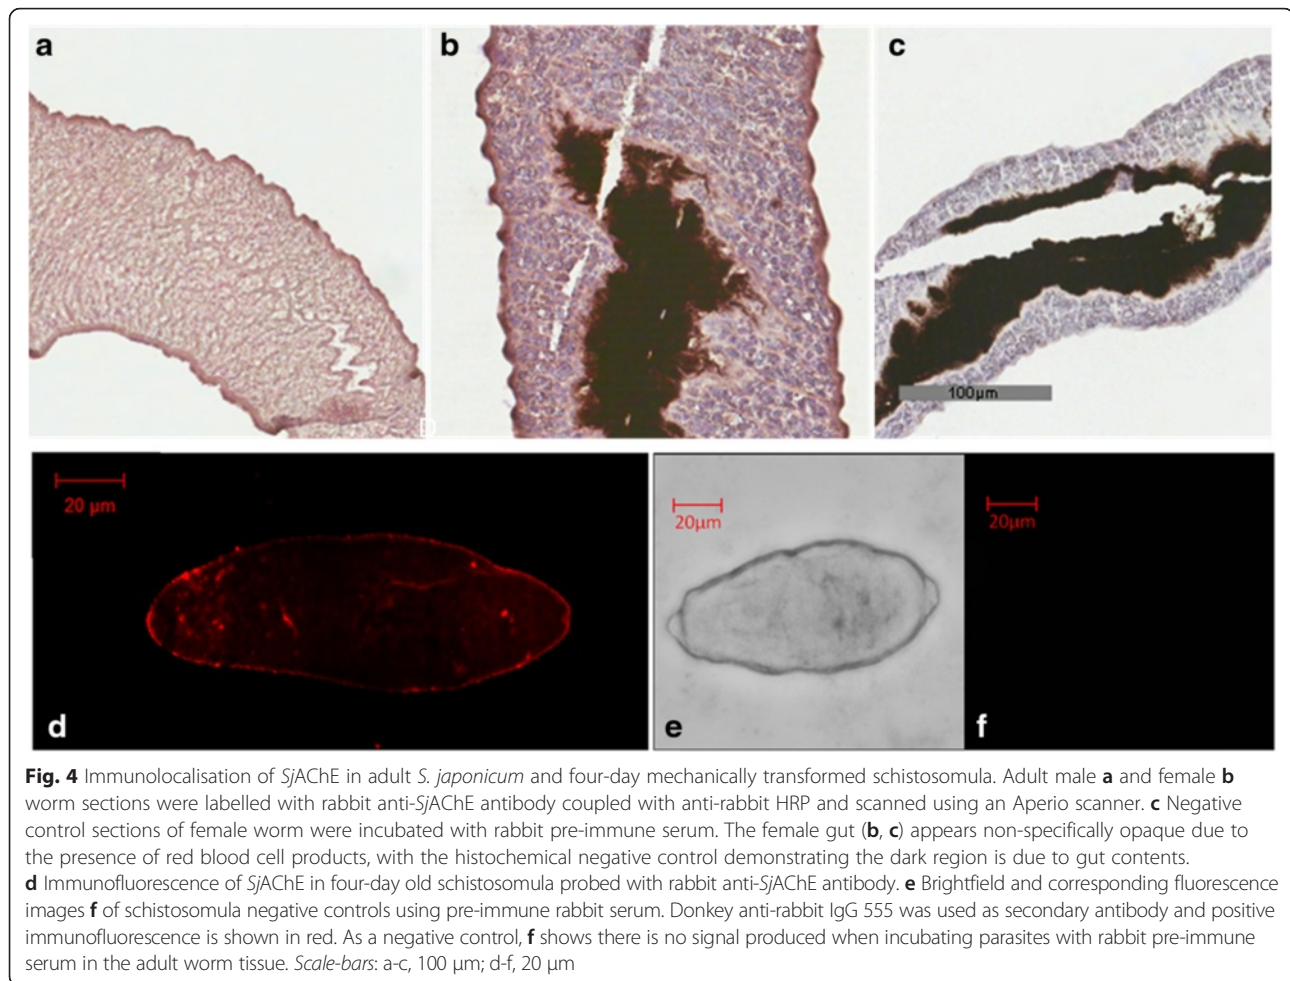 a
b
c
100µm
20 µm
20µm
20µm
d
e
f
Fig. 4 Immunolocalisation of SjAChE in adult S. japonicum and four-day mechanically transformed schistosomula. Adult male a and female b
worm sections were labelled with rabbit anti-SjAChE antibody coupled with anti-rabbit HRP and scanned using an Aperio scanner. c Negative
control sections of female worm were incubated with rabbit pre-immune serum. The female gut (b, c) appears non-specifically opaque due to
the presence of red blood cell products, with the histochemical negative control demonstrating the dark region is due to gut contents.
d Immunofluorescence of SjAChE in four-day old schistosomula probed with rabbit anti-SjAChE antibody. e Brightfield and corresponding fluorescence
images f of schistosomula negative controls using pre-immune rabbit serum. Donkey anti-rabbit IgG 555 was used as secondary antibody and positive
immunofluorescence is shown in red. As a negative control, f shows there is no signal produced when incubating parasites with rabbit pre-immune
serum in the adult worm tissue. Scale-bars: a-c, 100 µm; d-f, 20 µm